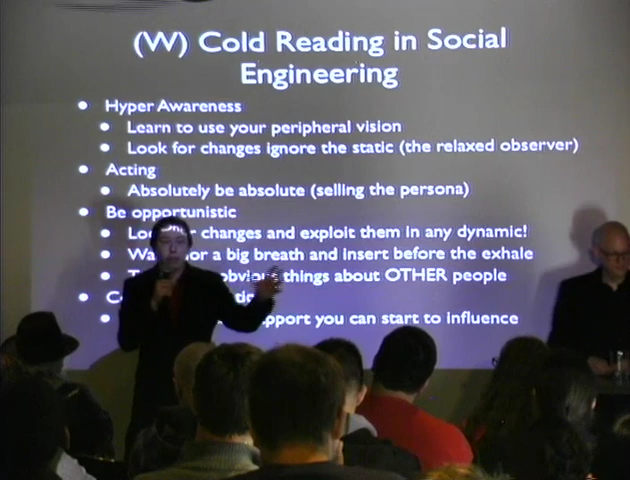 (W) Cold Reading in Social
Engineering
• Hyper Awareness
• Learn to use your peripheral vision
• Look for changes ignore the static (the relaxed observer)
• Acting
• Absolutely be absolute (selling the persona)
• Be opportunistic
• changes and exploit them in any dynamic!
• a big breath and insert before the exhale
• things about OTHER people
•
• you can start to influence